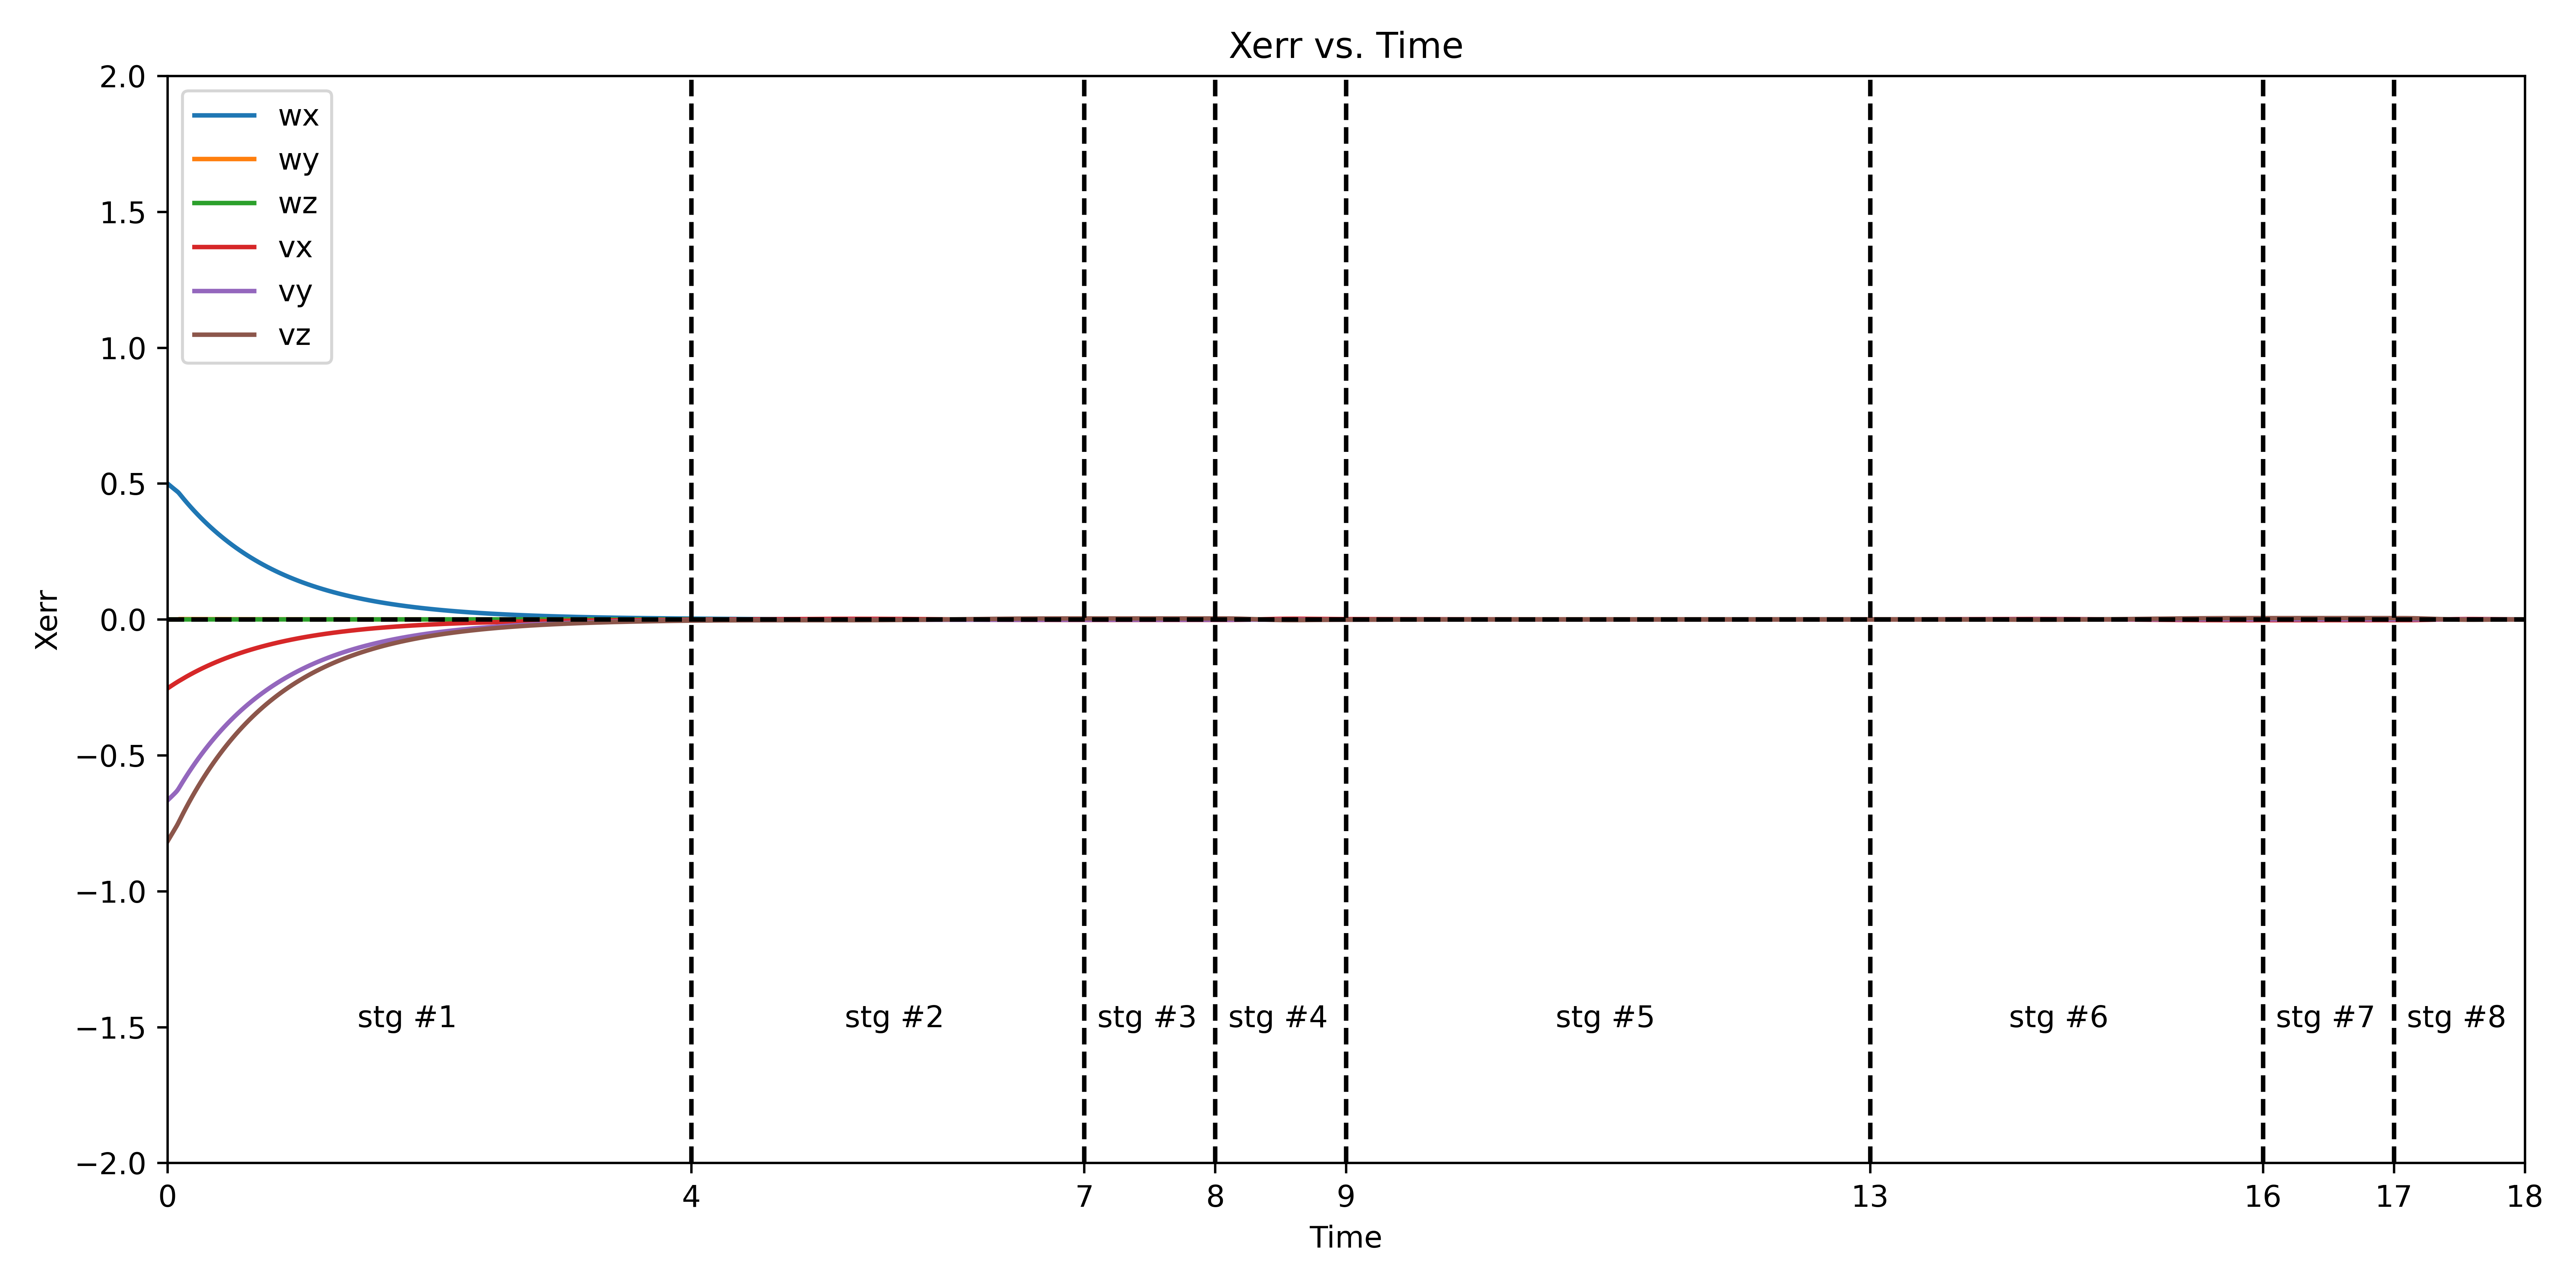 Xerr vs. Time
2.0
1.5
1.0
0.5
0.0
−0.5
−1.0
−1.5
−2.0
Xerr
wx
wy
wz
vx
vy
vz
stg #1 stg #2 stg #3 stg #4 stg #5 stg #6 stg #7 stg #8
0 4 7 8 9 13 16 17 18
Time